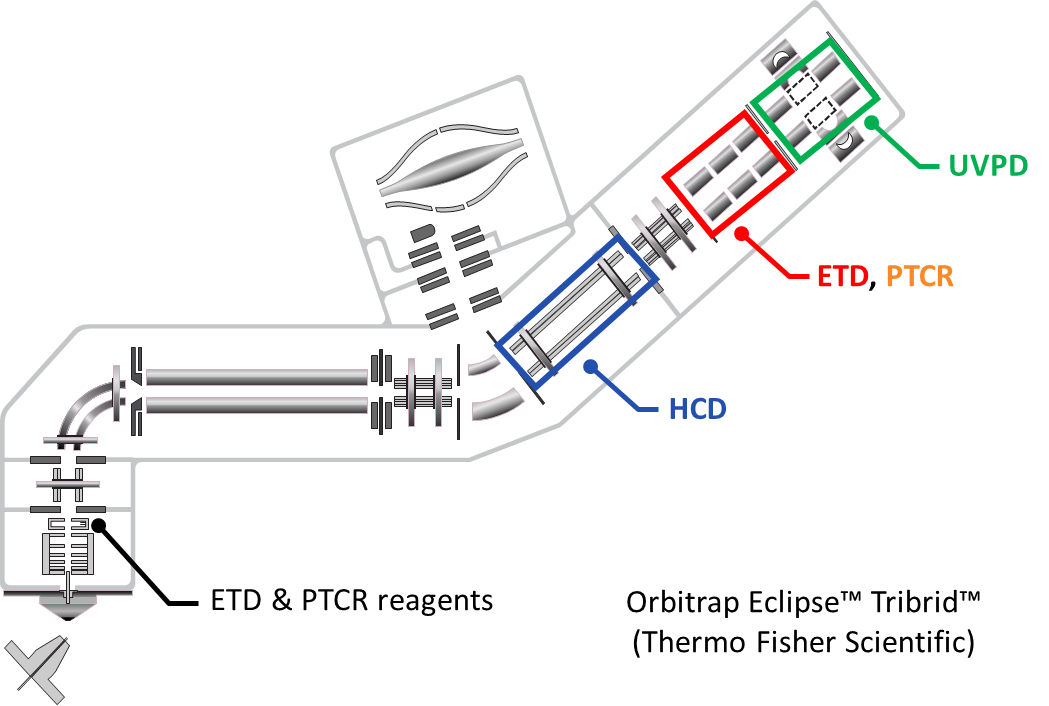 UVPD
ETD, PTCR
HCD
ETD & PTCR reagents
Orbitrap Eclipse™ Tribrid™
(Thermo Fisher Scientific)